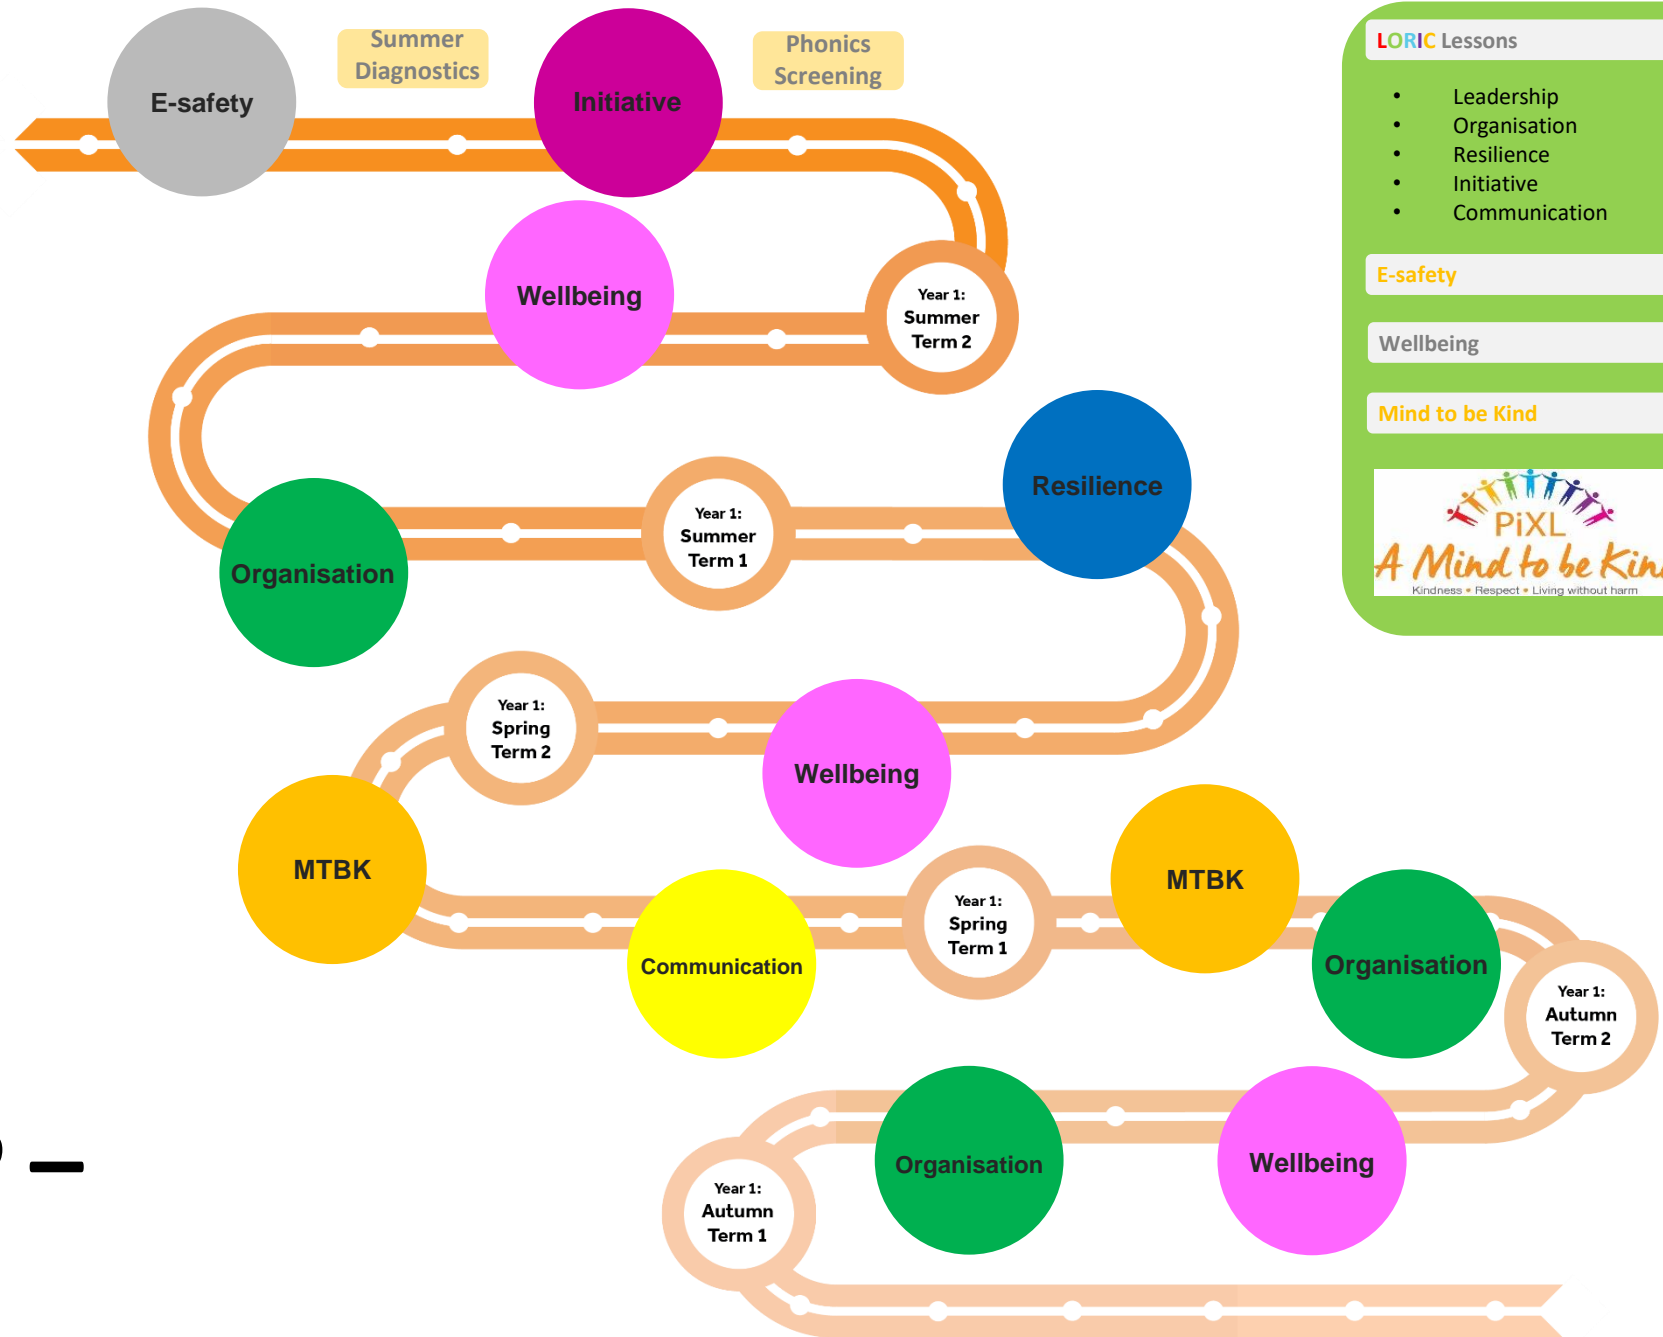 Summer
Diagnostics
Phonics
Screening
E-safety
Initiative
LORIC Lessons
• Leadership
• Organisation
• Resilience
• Initiative
• Communication
E-safety
Wellbeing
Mind to be Kind
PiXL
A Mind to be Kin
Kindness • Respect • Living without harm
Wellbeing
Year 1:
Summer
Term 2
Resilience
Year 1:
Summer
Term 1
Organisation
Year 1:
Spring
Term 2
Wellbeing
MTBK
MTBK
Communication
Year 1:
Spring
Term 1
Organisation
Year 1:
Autumn
Term 2
Organisation
Wellbeing
Year 1:
Autumn
Term 1
–